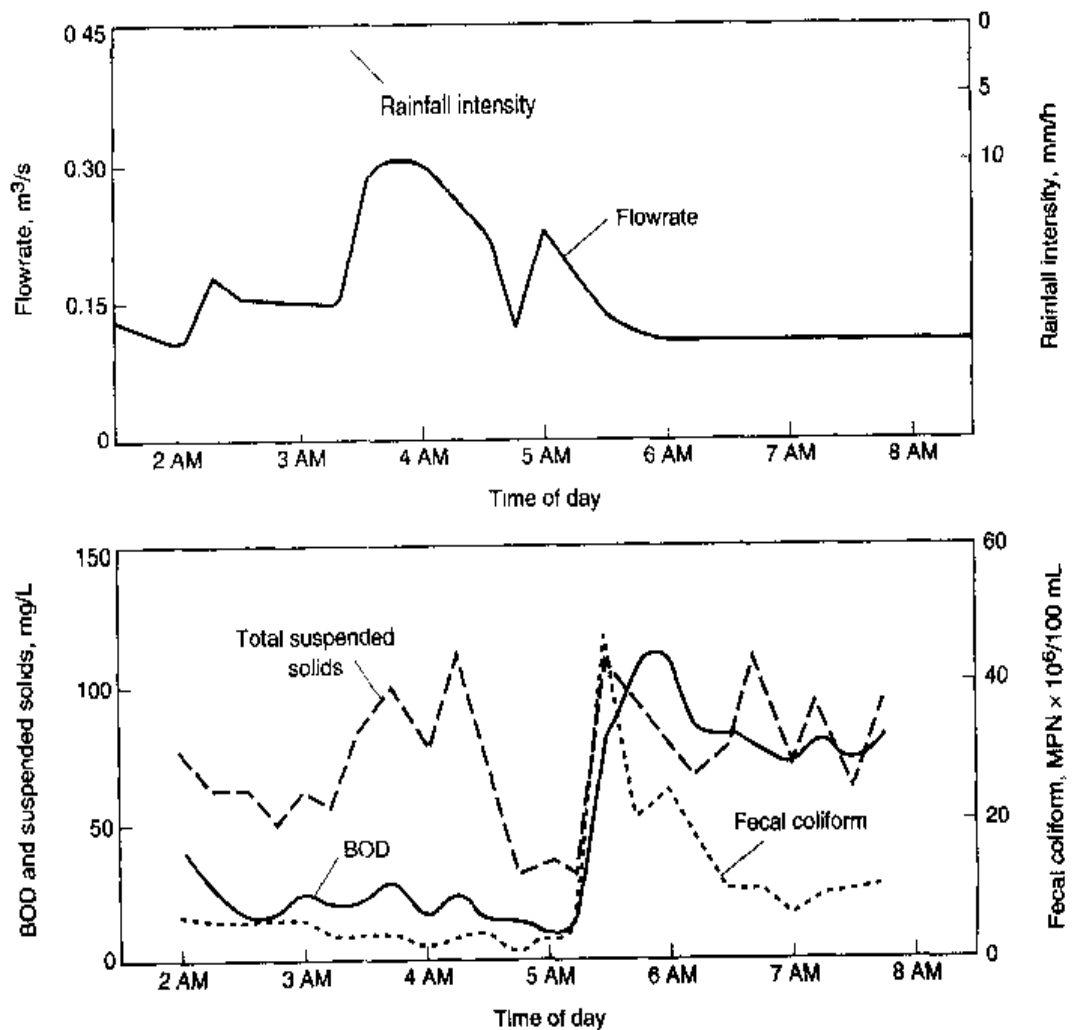 0 45
0.30
0.15
0
Flowrate, m³/s
0
5
10
Rainfall intensity, mm/h
Rainfall intensity
Flowrate
2 AM 3 AM 4 AM 5 AM 6 AM 7 AM 8 AM
Time of day
150
100
50
0
BOD and suspended solids, mg/L
60
40
20
0
Fecal coliform, MPN × 10⁶/100 mL
Total suspended
solids
BOD
Fecal coliform
2 AM 3 AM 4 AM 5 AM 6 AM 7 AM 8 AM
Time of day